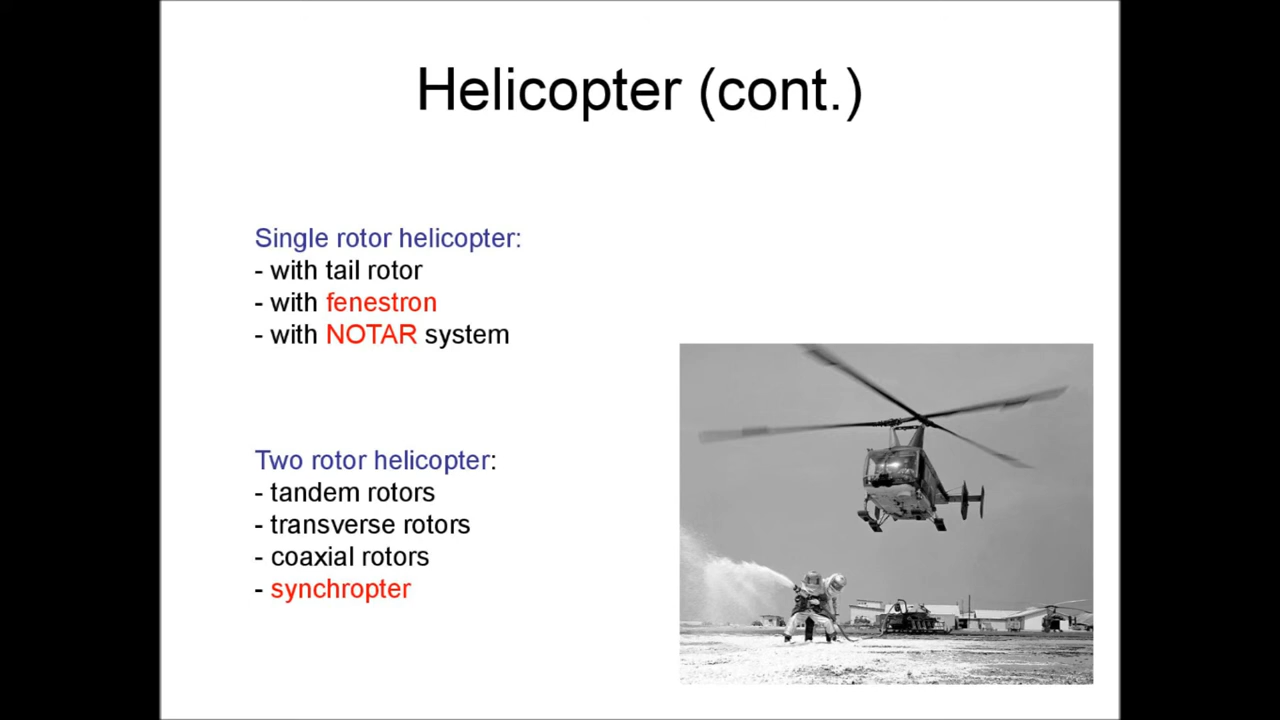 Helicopter (cont.)
Single rotor helicopter:
- with tail rotor
- with fenestron
- with NOTAR system
Two rotor helicopter:
- tandem rotors
- transverse rotors
- coaxial rotors
- synchropter